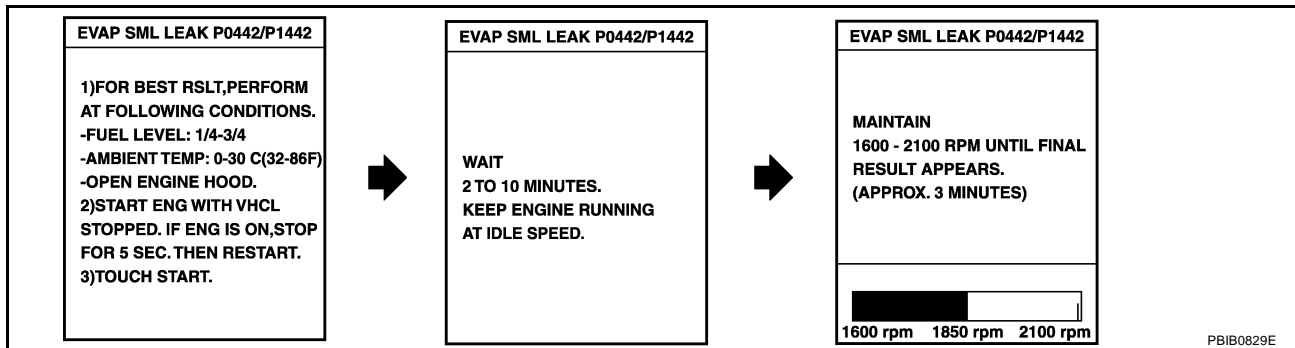 EVAP SML LEAK P0442/P1442
1)FOR BEST RSLT,PERFORM
AT FOLLOWING CONDITIONS.
-FUEL LEVEL: 1/4-3/4
-AMBIENT TEMP: 0-30 C(32-86F)
-OPEN ENGINE HOOD.
2)START ENG WITH VHCL
STOPPED. IF ENG IS ON,STOP
FOR 5 SEC. THEN RESTART.
3)TOUCH START.
EVAP SML LEAK P0442/P1442
WAIT
2 TO 10 MINUTES.
KEEP ENGINE RUNNING
AT IDLE SPEED.
EVAP SML LEAK P0442/P1442
MAINTAIN
1600 - 2100 RPM UNTIL FINAL
RESULT APPEARS.
(APPROX. 3 MINUTES)
1600 rpm 1850 rpm 2100 rpm
PBIB0829E